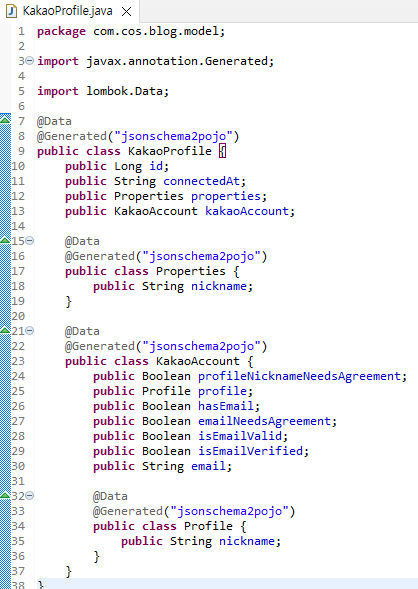 KakaoProfile.java
1 package com.cos.blog.model;
2
3 import javax.annotation.Generated;
4
5 import lombok.Data;
6
7 @Data
8 @Generated("jsonschema2pojo")
9 public class KakaoProfile {
10 public Long id;
11 public String connectedAt;
12 public Properties properties;
13 public KakaoAccount kakaoAccount;
14
15 @Data
16 @Generated("jsonschema2pojo")
17 public class Properties {
18 public String nickname;
19 }
20
21 @Data
22 @Generated("jsonschema2pojo")
23 public class KakaoAccount {
24 public Boolean profileNicknameNeedsAgreement;
25 public Profile profile;
26 public Boolean hasEmail;
27 public Boolean emailNeedsAgreement;
28 public Boolean isEmailValid;
29 public Boolean isEmailVerified;
30 public String email;
31
32 @Data
33 @Generated("jsonschema2pojo")
34 public class Profile {
35 public String nickname;
36 }
37 }
38 }